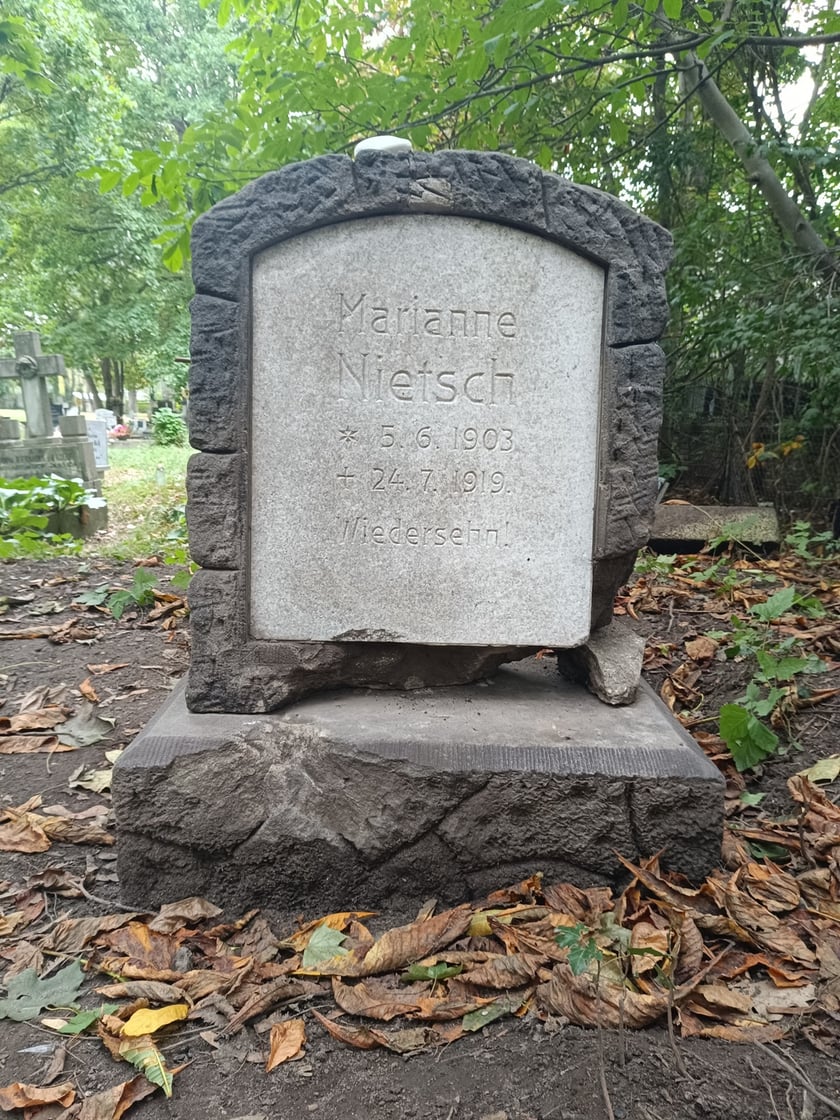 Marianne
Nietsch
* 5. 6. 1903
+ 24. 7. 1919.
Wiedersehn!